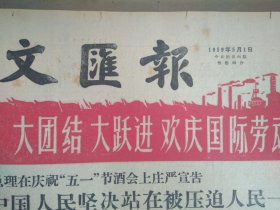 文匯報
1959年5月1日
大团结 大跃进 欢庆国际劳
总理在庆祝“五一”节酒会上庄严宣告
中国人民坚决站在被压迫人民